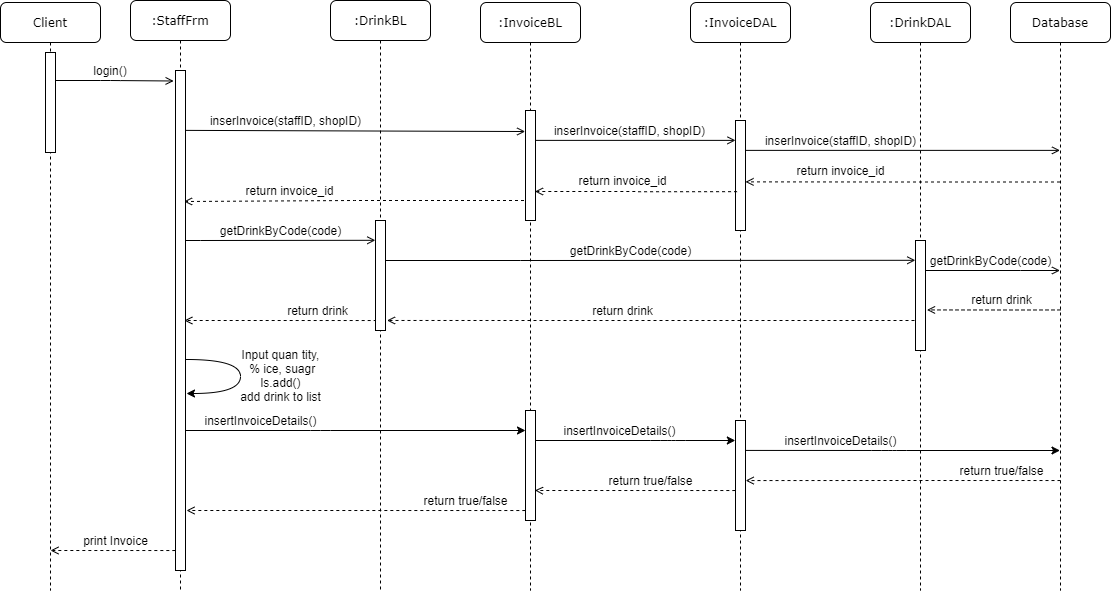 Client
:StaffFrm
:DrinkBL
:InvoiceBL
:InvoiceDAL
:DrinkDAL
Database
login()
inserInvoice(staffID, shopID)
inserInvoice(staffID, shopID)
inserInvoice(staffID, shopID)
return invoice_id
return invoice_id
return invoice_id
getDrinkByCode(code)
getDrinkByCode(code)
getDrinkByCode(code)
return drink
return drink
return drink
Input quan tity,
% ice, suagr
ls.add()
add drink to list
insertInvoiceDetails()
insertInvoiceDetails()
insertInvoiceDetails()
return true/false
return true/false
return true/false
print Invoice